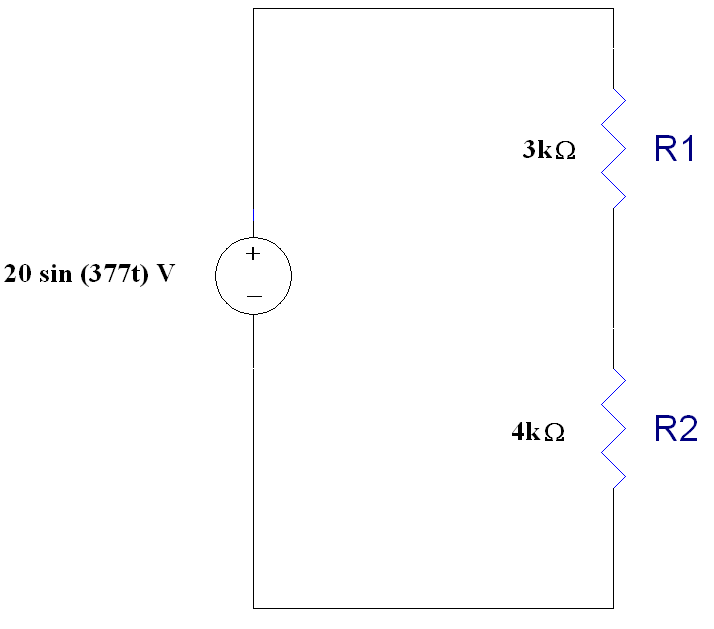 3kΩ R1
+
20 sin (377t) V
−
4kΩ R2